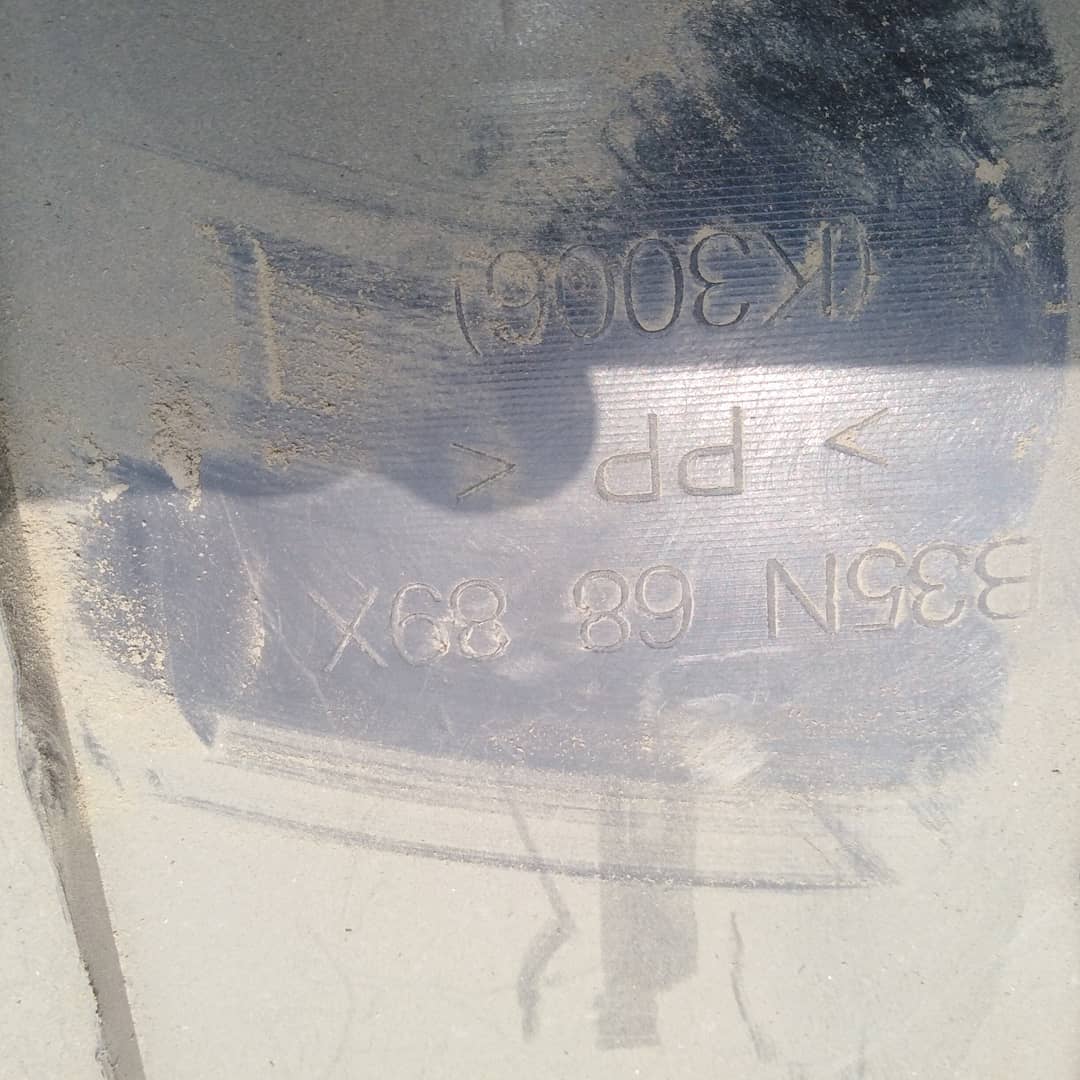 B35N 68 89X
> PP <
(K3006)